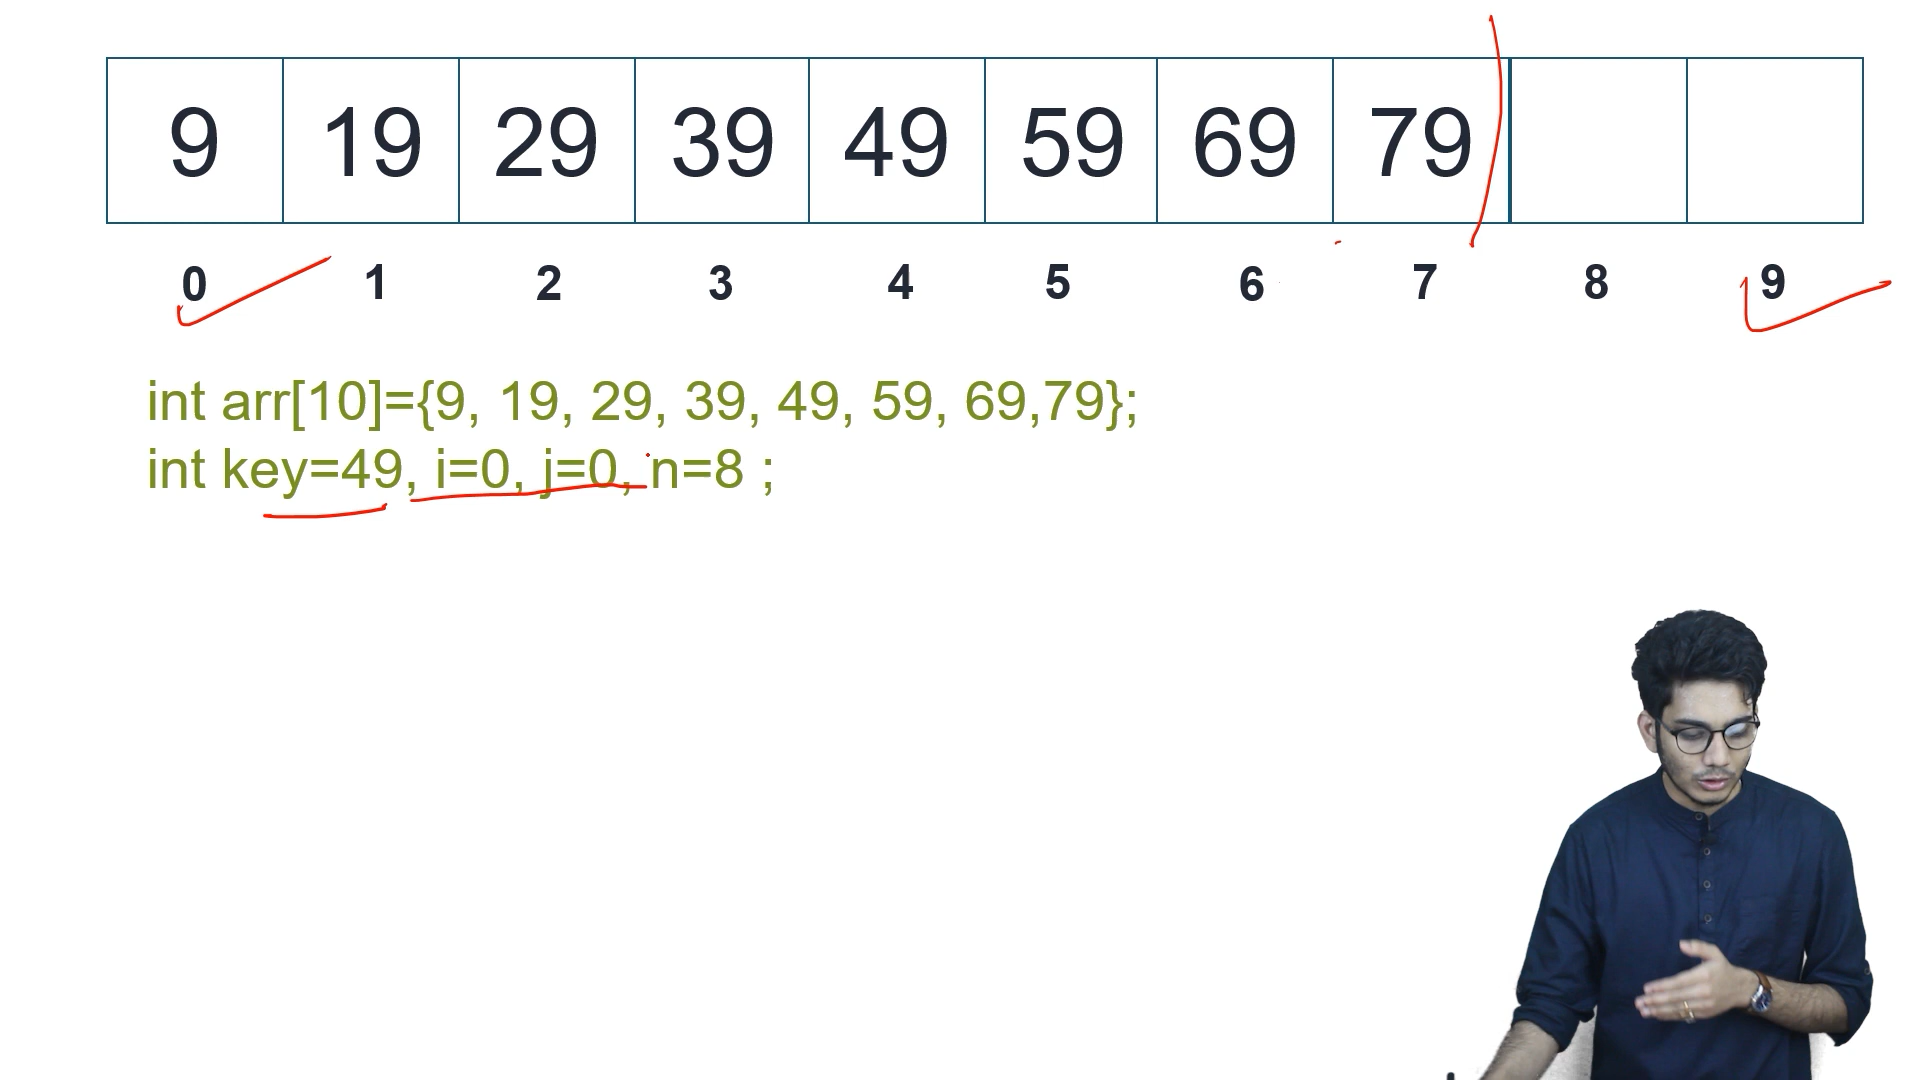 9 19 29 39 49 59 69 79
0 1 2 3 4 5 6 7 8 9
int arr[10]={9, 19, 29, 39, 49, 59, 69,79};
int key=49, i=0, j=0, n=8 ;